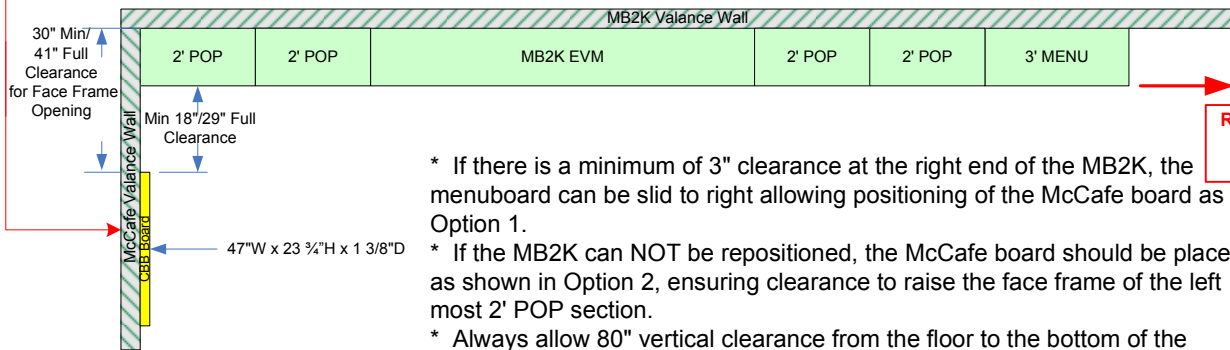 MB2K Valance Wall
30" Min/
41" Full
Clearance
for Face Frame
Opening
2' POP
2' POP
MB2K EVM
2' POP
2' POP
3' MENU
Min 18"/29" Full
Clearance
McCafe Valance Wall
CBB Board
47"W x 23 ¾"H x 1 3/8"D
R
* If there is a minimum of 3" clearance at the right end of the MB2K, the
menuboard can be slid to right allowing positioning of the McCafe board as
Option 1.
* If the MB2K can NOT be repositioned, the McCafe board should be place
as shown in Option 2, ensuring clearance to raise the face frame of the left
most 2' POP section.
* Always allow 80" vertical clearance from the floor to the bottom of the